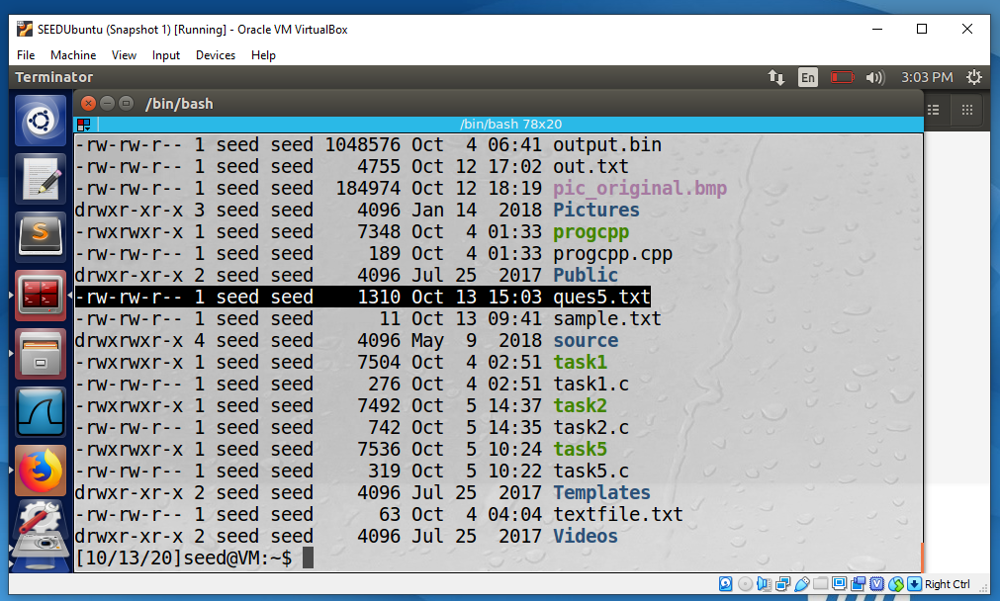 SEEDUbuntu (Snapshot 1) [Running] - Oracle VM VirtualBox
File Machine View Input Devices Help
Terminator En 3:03 PM
/bin/bash
/bin/bash 78x20
-rw-rw-r-- 1 seed seed 1048576 Oct  4 06:41 output.bin
-rw-rw-r-- 1 seed seed    4755 Oct 12 17:02 out.txt
-rw-rw-r-- 1 seed seed  184974 Oct 12 18:19 pic_original.bmp
drwxr-xr-x 3 seed seed    4096 Jan 14  2018 Pictures
-rwxrwxr-x 1 seed seed    7348 Oct  4 01:33 progcpp
-rw-rw-r-- 1 seed seed     189 Oct  4 01:33 progcpp.cpp
drwxr-xr-x 2 seed seed    4096 Jul 25  2017 Public
-rw-rw-r-- 1 seed seed    1310 Oct 13 15:03 ques5.txt
-rw-rw-r-- 1 seed seed      11 Oct 13 09:41 sample.txt
drwxrwxr-x 4 seed seed    4096 May  9  2018 source
-rwxrwxr-x 1 seed seed    7504 Oct  4 02:51 task1
-rw-rw-r-- 1 seed seed     276 Oct  4 02:51 task1.c
-rwxrwxr-x 1 seed seed    7492 Oct  5 14:37 task2
-rw-rw-r-- 1 seed seed     742 Oct  5 14:35 task2.c
-rwxrwxr-x 1 seed seed    7536 Oct  5 10:24 task5
-rw-rw-r-- 1 seed seed     319 Oct  5 10:22 task5.c
drwxr-xr-x 2 seed seed    4096 Jul 25  2017 Templates
-rw-rw-r-- 1 seed seed      63 Oct  4 04:04 textfile.txt
drwxr-xr-x 2 seed seed    4096 Jul 25  2017 Videos
[10/13/20]seed@VM:~$
Right Ctrl